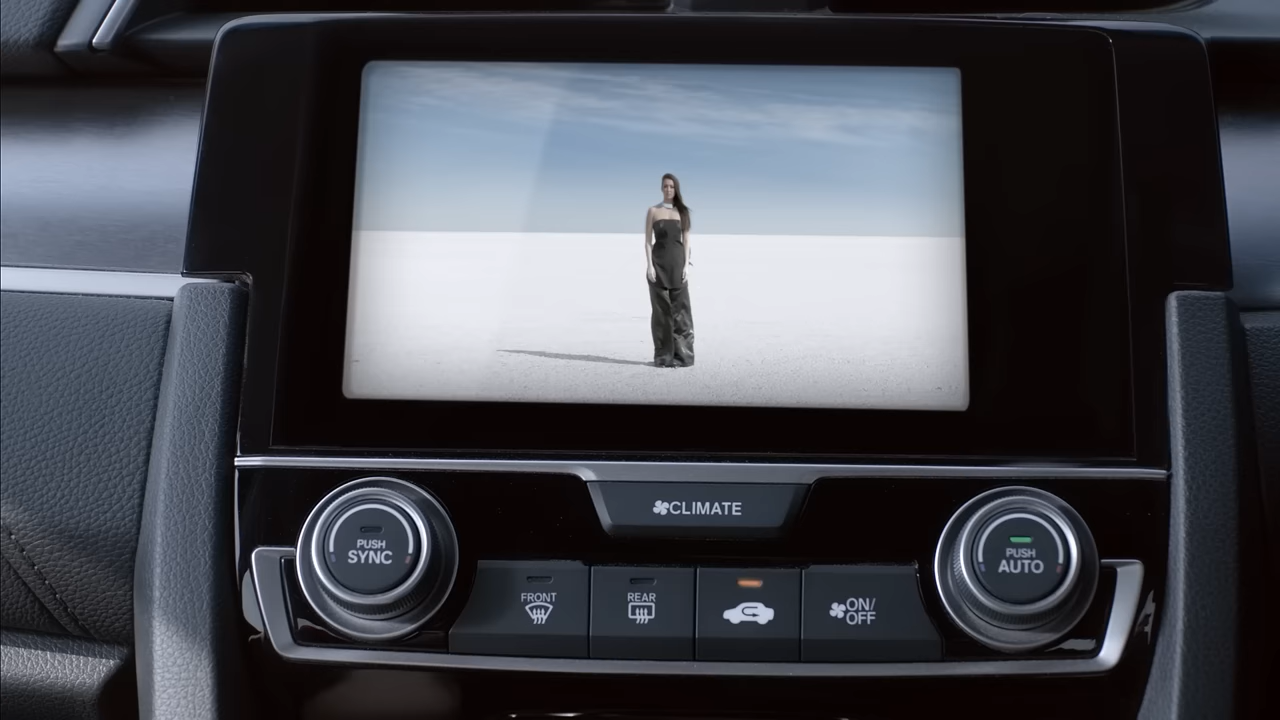 CLIMATE
PUSH
SYNC
FRONT
REAR
ON/
OFF
PUSH
AUTO